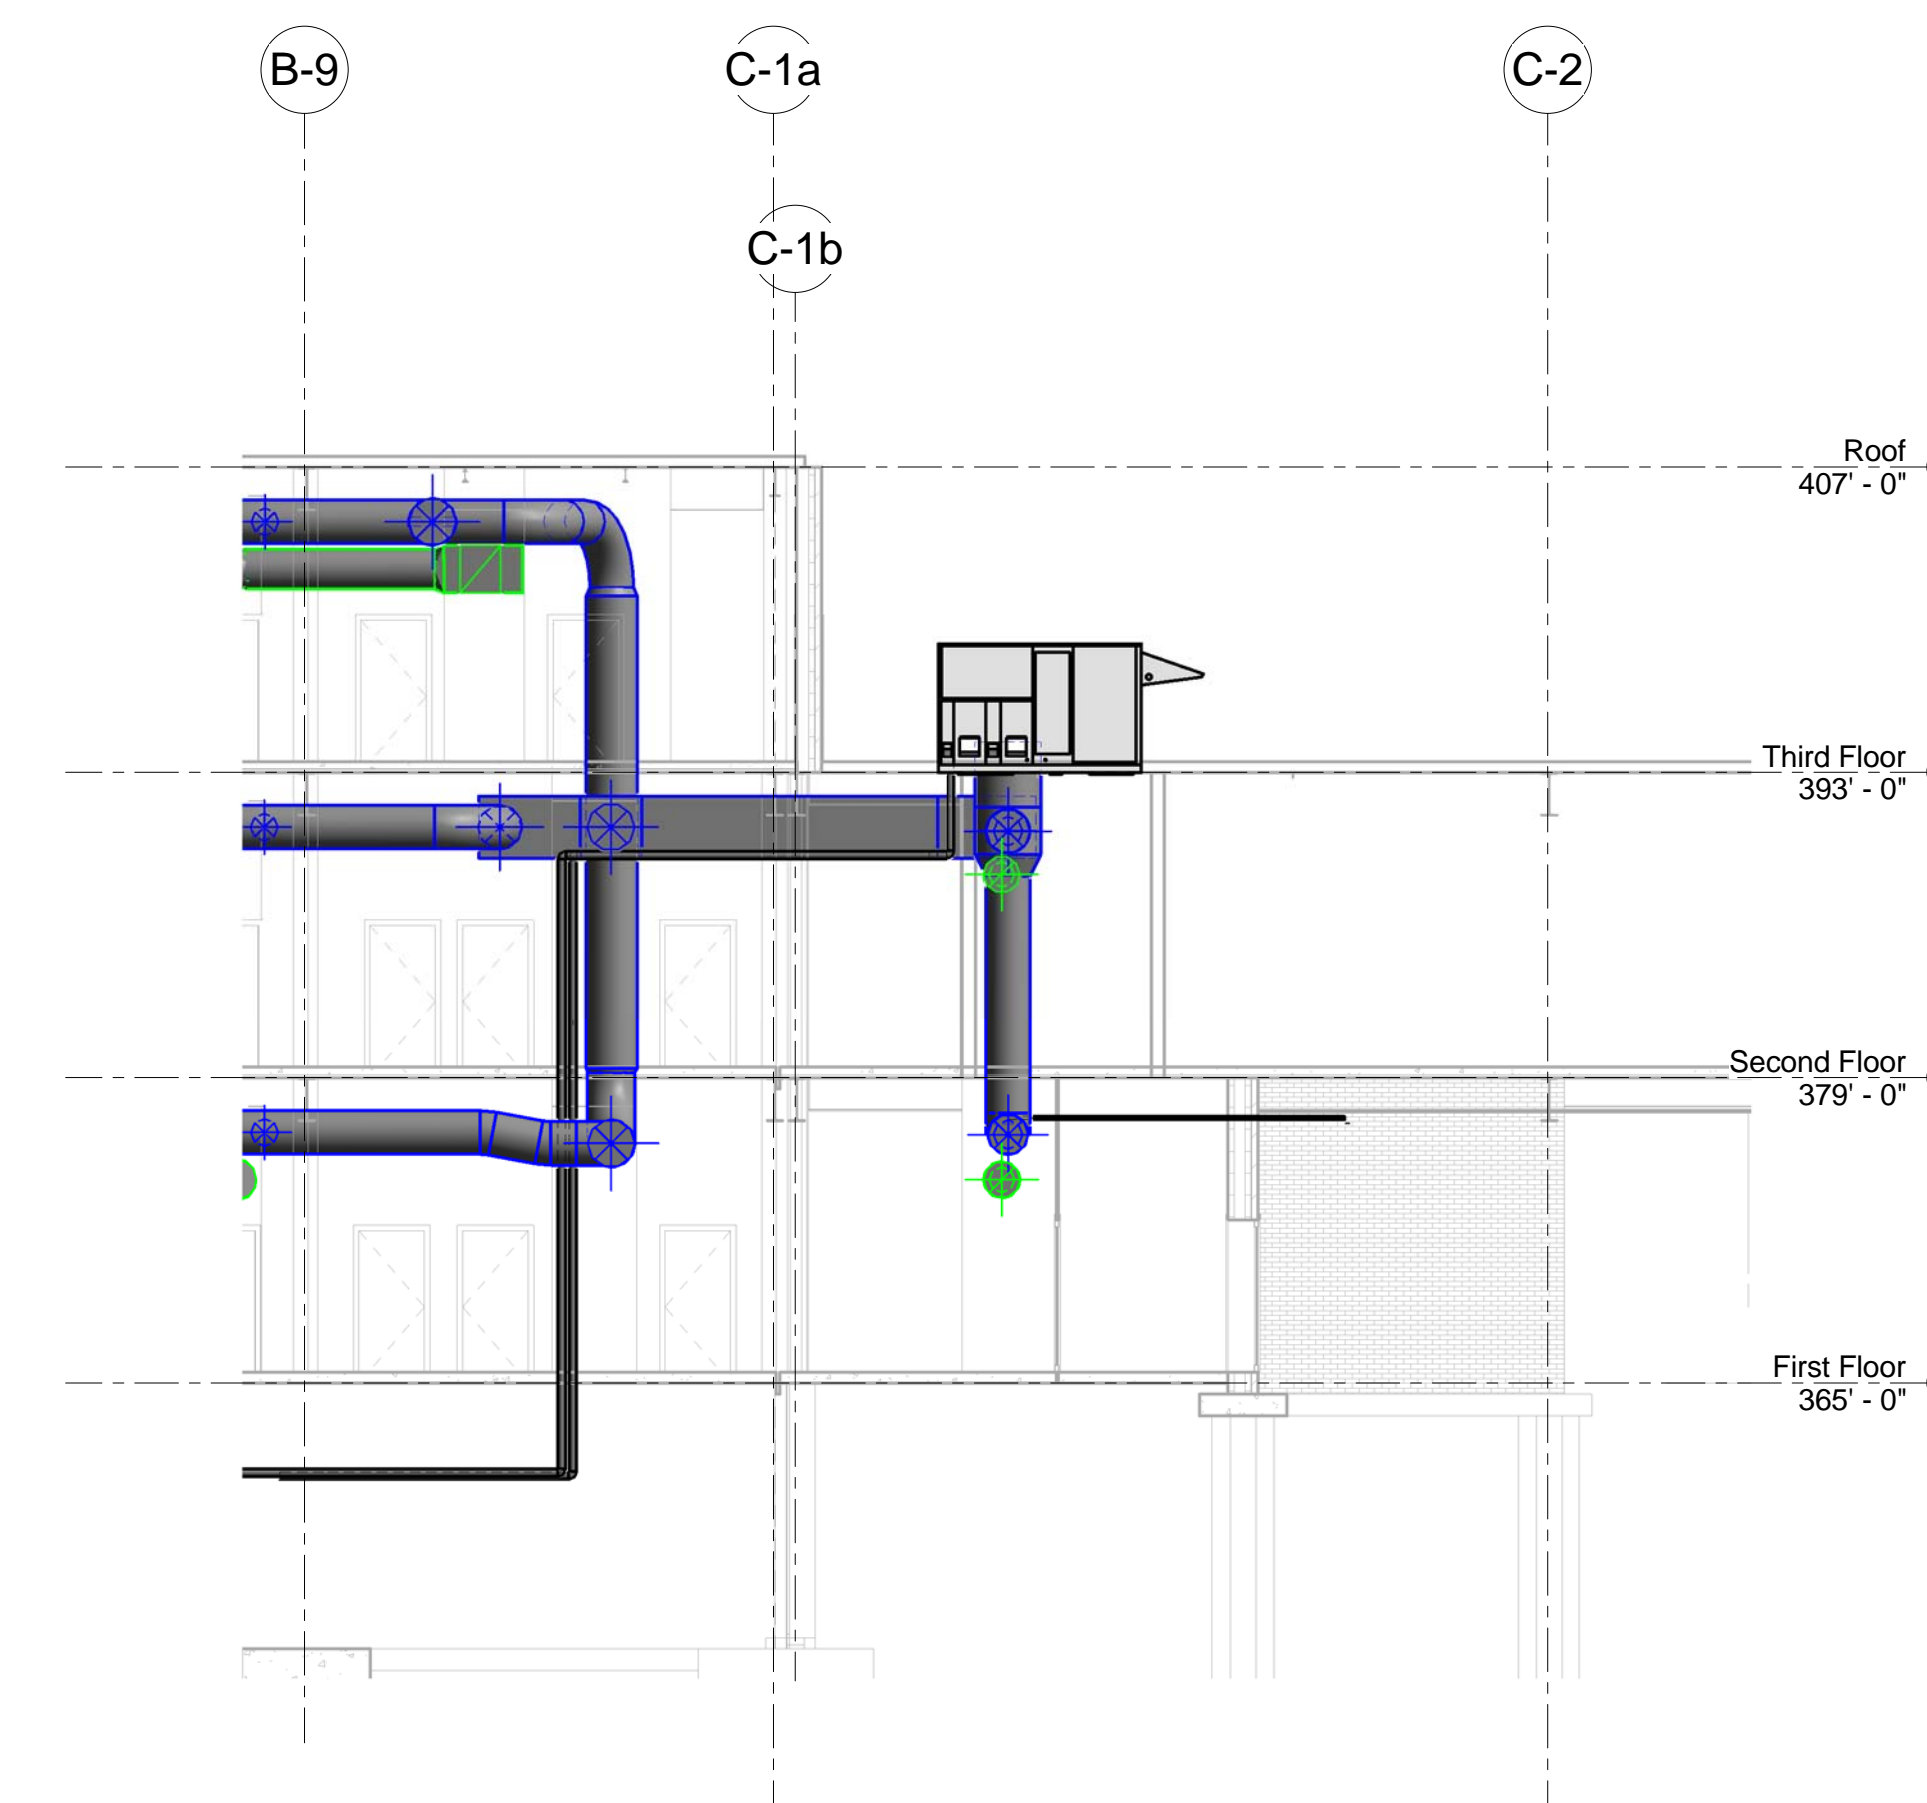 B-9
C-1a
C-2
C-1b
Roof
407' - 0"
Third Floor
393' - 0"
Second Floor
379' - 0"
First Floor
365' - 0"